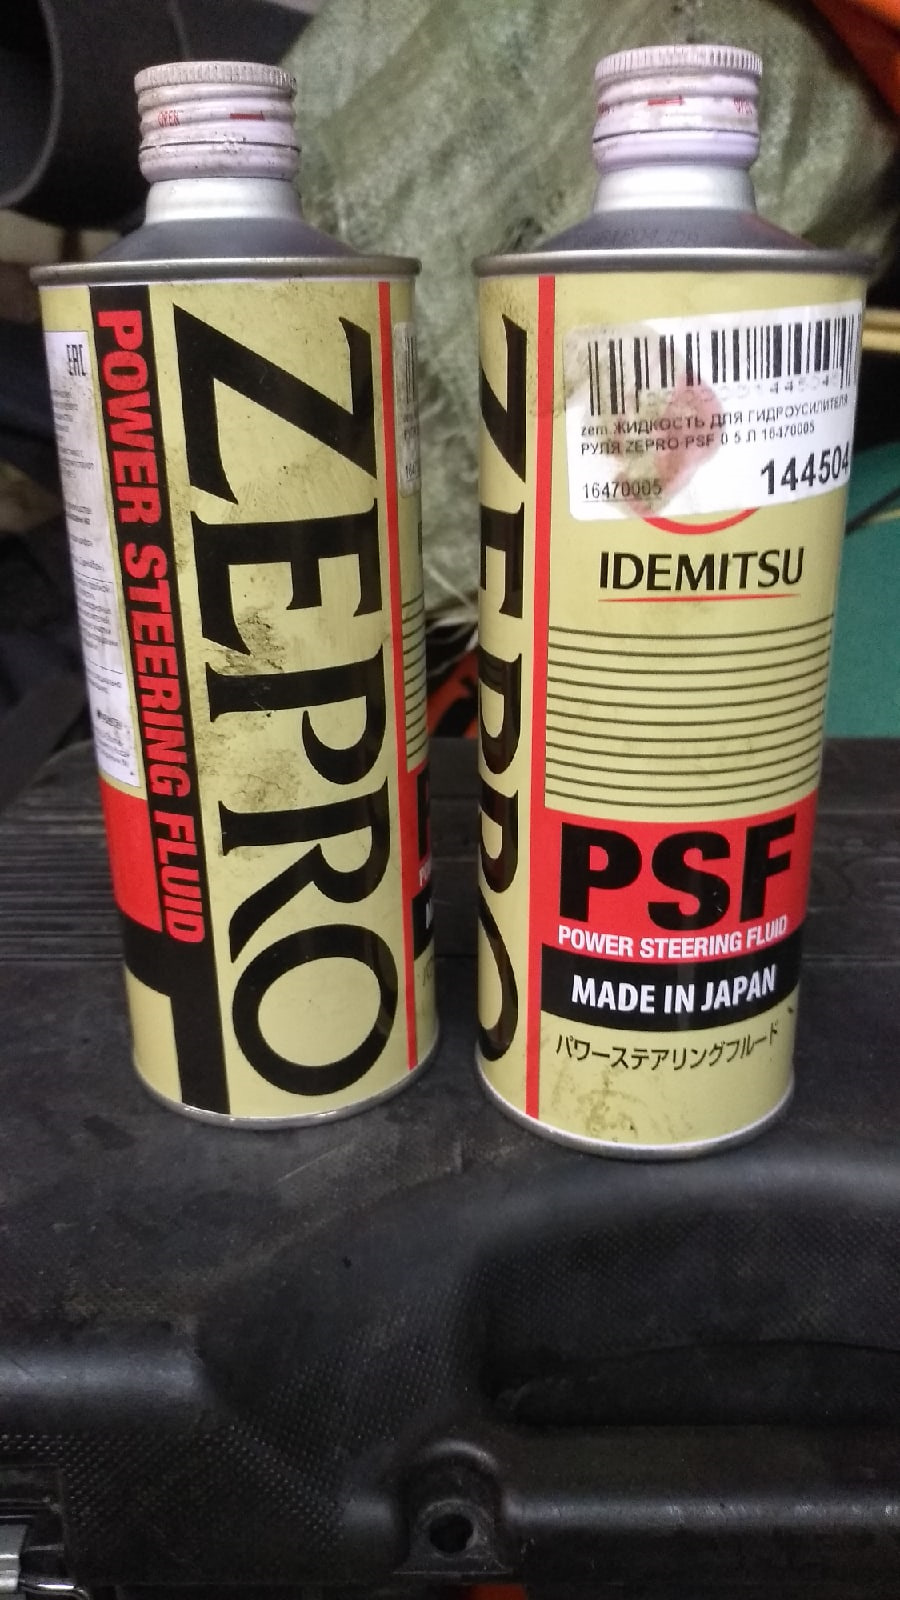 OPEN
POWER STEERING FLUID
ZEPRO
EAC
OPEN
ZEPRO
zem.ЖИДКОСТЬ ДЛЯ ГИДРОУСИЛИТЕЛЯ
РУЛЯ ZEPRO PSF 0.5 Л 16470005
16470005
144504
IDEMITSU
PSF
POWER STEERING FLUID
MADE IN JAPAN
パワーステアリングフルード